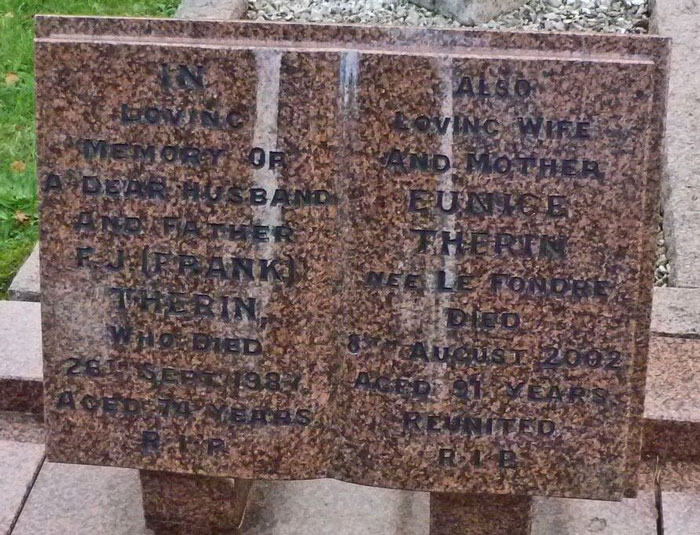 IN
LOVING
MEMORY OF
A DEAR HUSBAND
AND FATHER
F. J. (FRANK)
THERIN,
WHO DIED
26TH SEPT. 1987.
AGED 74 YEARS
R.I.P.
ALSO
LOVING WIFE
AND MOTHER
EUNICE
THERIN
NEE LE FONDRE
DIED
8TH AUGUST 2002
AGED 91 YEARS.
REUNITED
R.I.P.